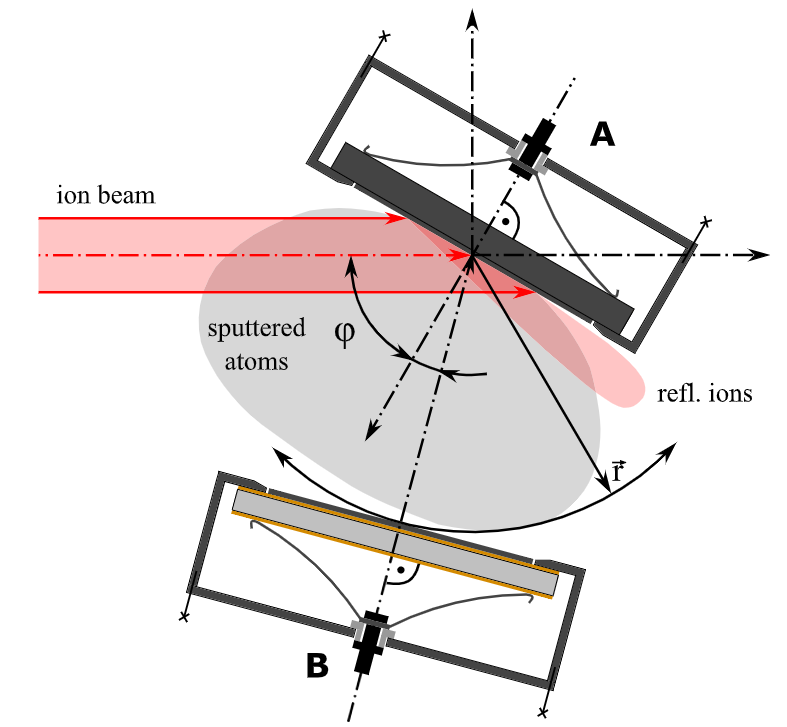 A
ion beam
sputtered
atoms
φ
refl. ions
r⃗
B